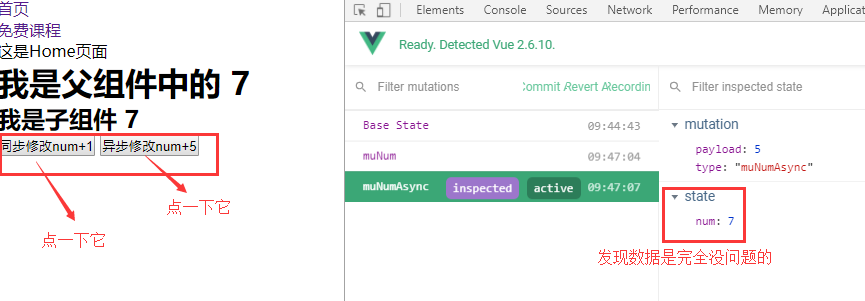 首页
免费课程
这是Home页面
我是父组件中的 7
我是子组件 7
同步修改num+1 异步修改num+5
点一下它
点一下它
Elements Console Sources Network Performance Memory
Ready. Detected Vue 2.6.10.
Filter mutations Commit Revert Recordin
Base State 09:44:43
muNum 09:47:04
muNumAsync inspected active 09:47:07
Filter inspected state
mutation
payload: 5
type: "muNumAsync"
state
num: 7
发现数据是完全没问题的